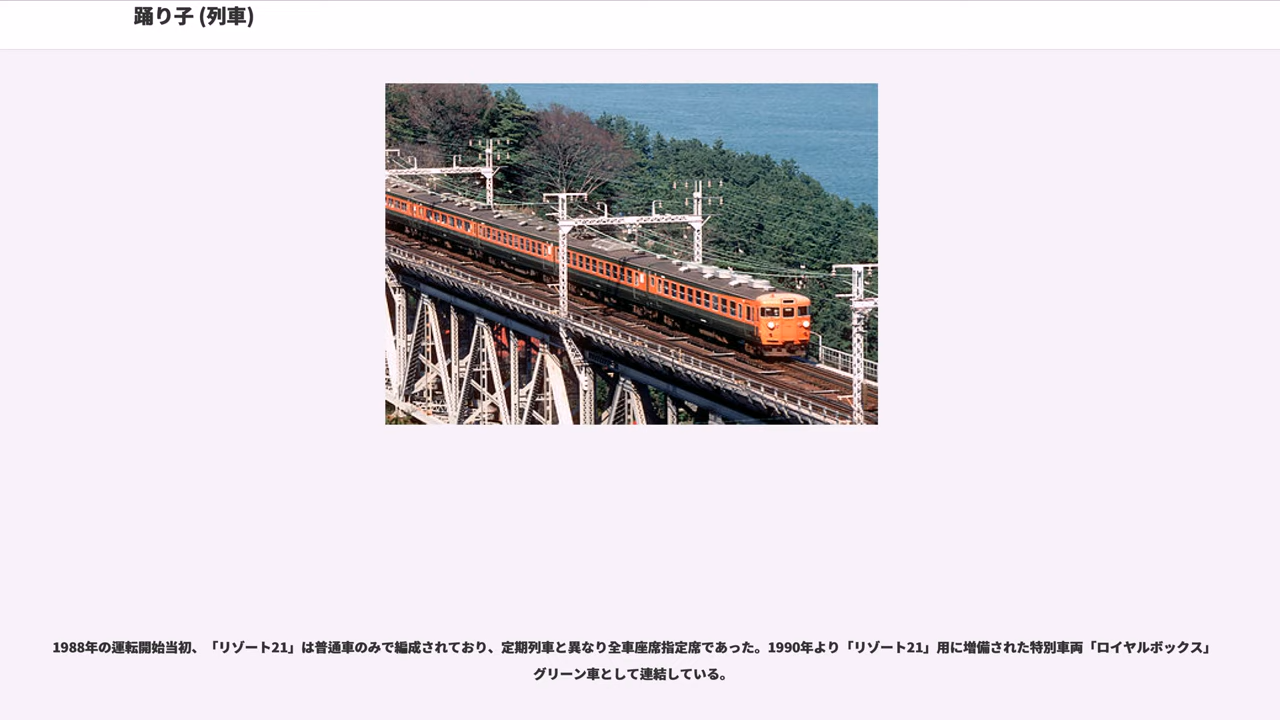 踊り子 (列車)
1988年の運転開始当初、「リゾート21」は普通車のみで編成されており、定期列車と異なり全車座席指定席であった。1990年より「リゾート21」用に増備された特別車両「ロイヤルボックス」
グリーン車として連結している。